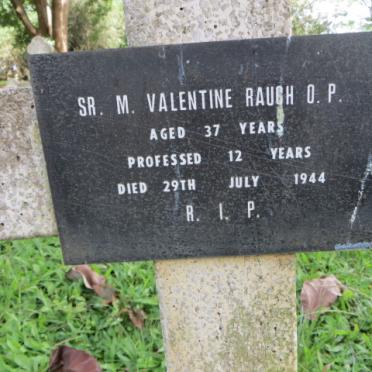 SR. M. VALENTINE RAUCH O. P.
AGED 37 YEARS
PROFESSED 12 YEARS
DIED 29TH JULY 1944
R. I. P.